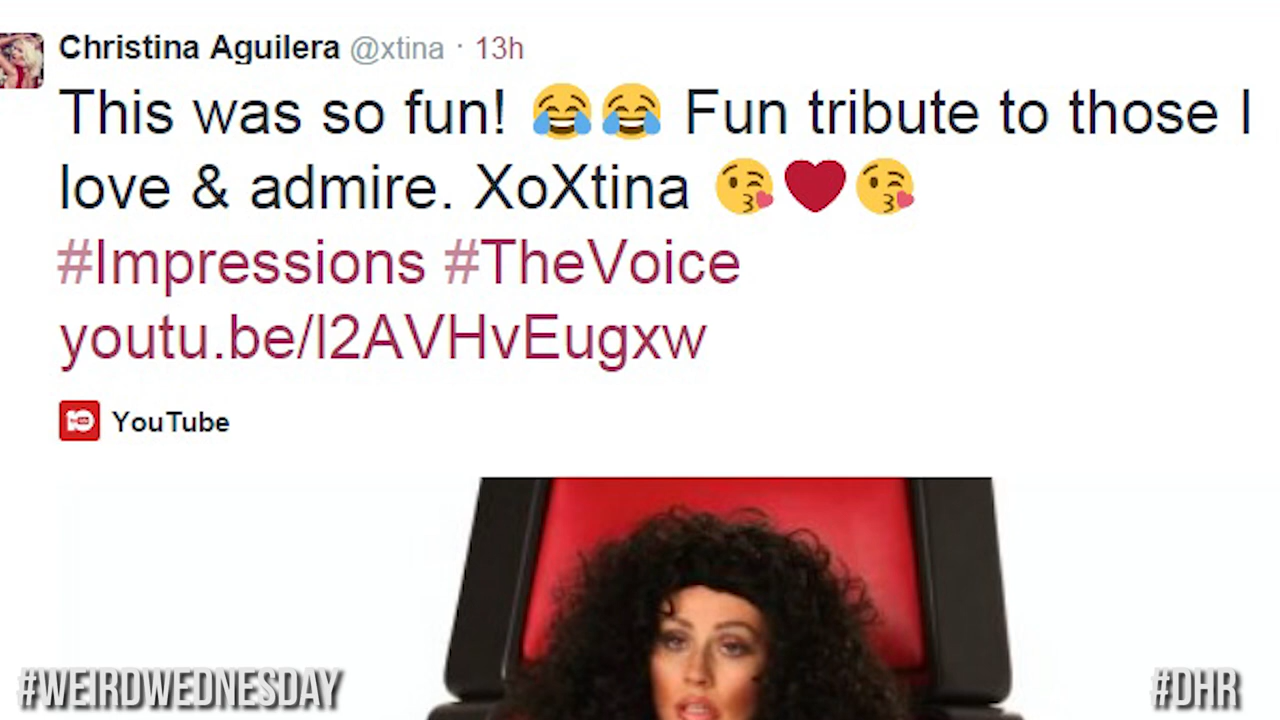 Christina Aguilera @xtina · 13h
This was so fun! 😂😂 Fun tribute to those I
love & admire. XoXtina 😘❤😘
#Impressions #TheVoice
youtu.be/l2AVHvEugxw
YouTube
#WEIRDWEDNESDAY
#DHR